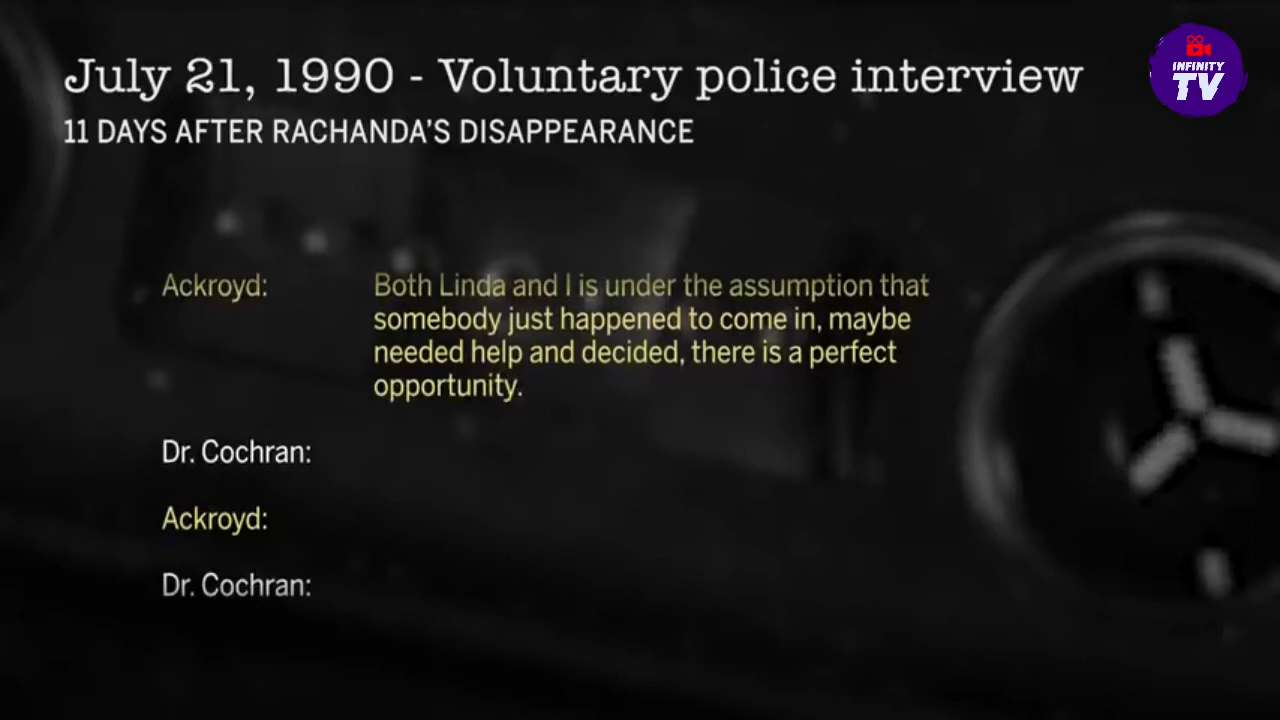 July 21, 1990 - Voluntary police interview
11 DAYS AFTER RACHANDA'S DISAPPEARANCE
INFINITY
TV
Ackroyd: Both Linda and I is under the assumption that
somebody just happened to come in, maybe
needed help and decided, there is a perfect
opportunity.
Dr. Cochran:
Ackroyd:
Dr. Cochran: